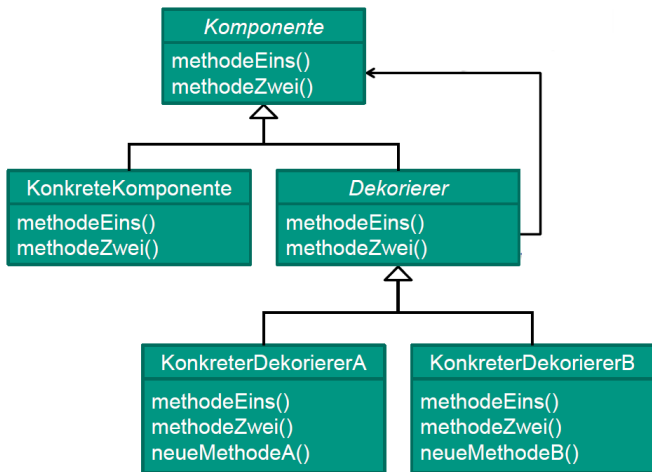 Komponente
methodeEins()
methodeZwei()
KonkreteKomponente
methodeEins()
methodeZwei()
Dekorierer
methodeEins()
methodeZwei()
KonkreterDekoriererA
methodeEins()
methodeZwei()
neueMethodeA()
KonkreterDekoriererB
methodeEins()
methodeZwei()
neueMethodeB()